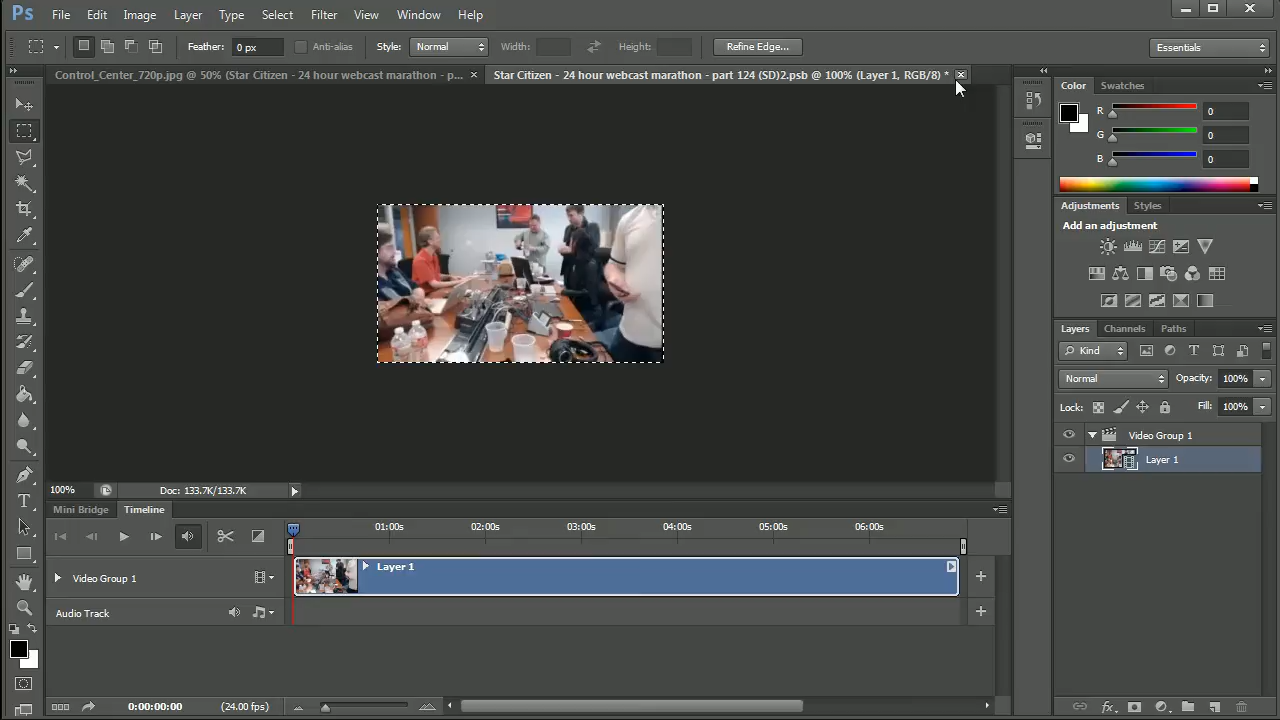 Ps File Edit Image Layer Type Select Filter View Window Help
Feather: 0 px Anti-alias Style: Normal Width: Height: Refine Edge... Essentials
Control_Center_720p.jpg @ 50% (Star Citizen - 24 hour webcast marathon - p... × Star Citizen - 24 hour webcast marathon - part 124 (SD)2.psb @ 100% (Layer 1, RGB/8) * ×
Color Swatches
R 0
G 0
B 0
Adjustments Styles
Add an adjustment
Layers Channels Paths
Kind
Normal Opacity: 100%
Lock: Fill: 100%
Video Group 1
Layer 1
100% Doc: 133.7K/133.7K
Mini Bridge Timeline
01:00s 02:00s 03:00s 04:00s 05:00s 06:00s
Video Group 1 Layer 1
Audio Track
0:00:00:00 (24.00 fps)